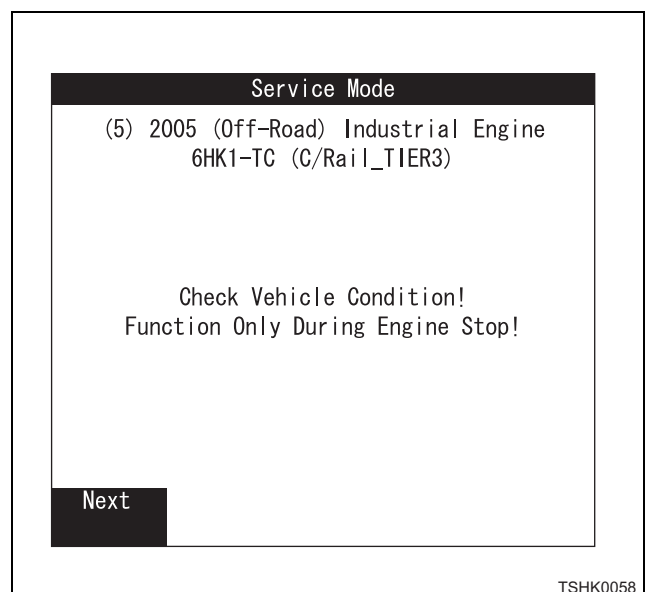 Service Mode
(5) 2005 (Off-Road) Industrial Engine
6HK1-TC (C/Rail_TIER3)
Check Vehicle Condition!
Function Only During Engine Stop!
Next
TSHK0058